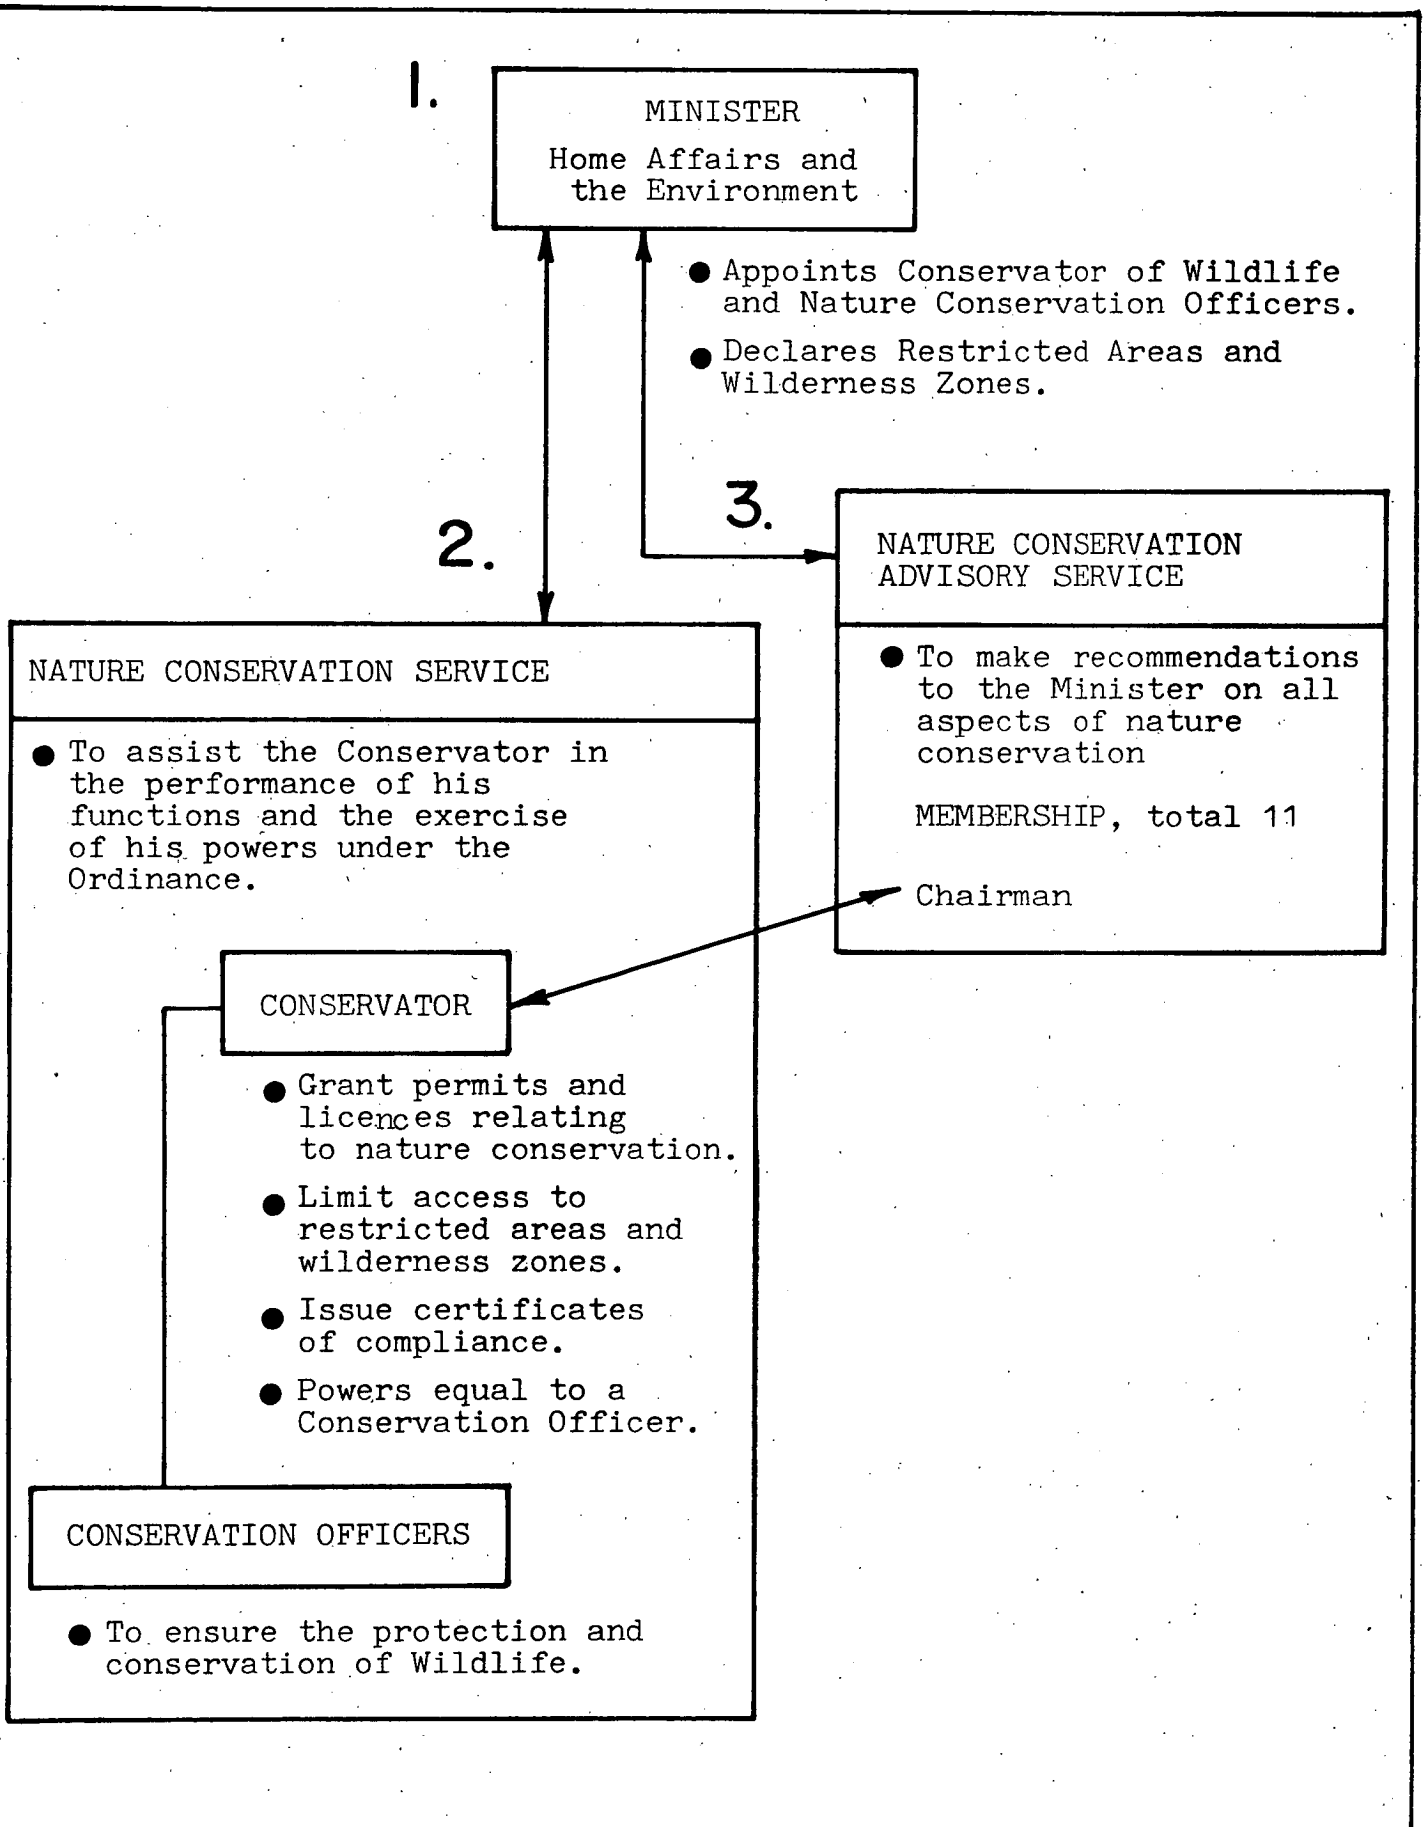 1.
MINISTER
Home Affairs and
the Environment
● Appoints Conservator of Wildlife
and Nature Conservation Officers.
● Declares Restricted Areas and
Wilderness Zones.
2.
3.
NATURE CONSERVATION
ADVISORY SERVICE
● To make recommendations
to the Minister on all
aspects of nature
conservation
MEMBERSHIP, total 11
Chairman
NATURE CONSERVATION SERVICE
● To assist the Conservator in
the performance of his
functions and the exercise
of his powers under the
Ordinance.
CONSERVATOR
● Grant permits and
licences relating
to nature conservation.
● Limit access to
restricted areas and
wilderness zones.
● Issue certificates
of compliance.
● Powers equal to a
Conservation Officer.
CONSERVATION OFFICERS
● To ensure the protection and
conservation of Wildlife.